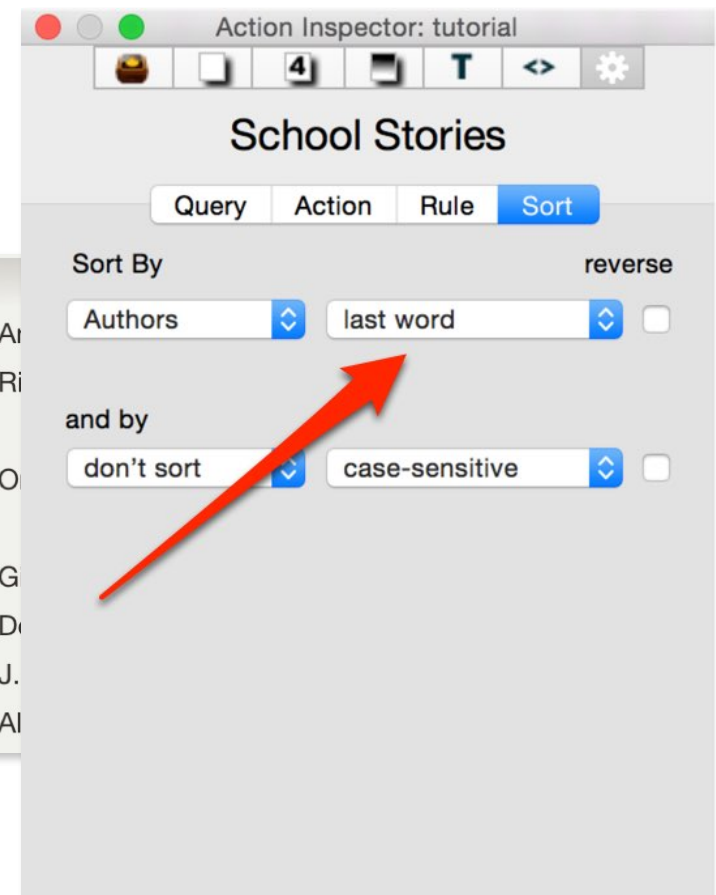 Action Inspector: tutorial
4 T <>
School Stories
Query Action Rule Sort
Sort By reverse
Authors last word
and by
don't sort case-sensitive
J.